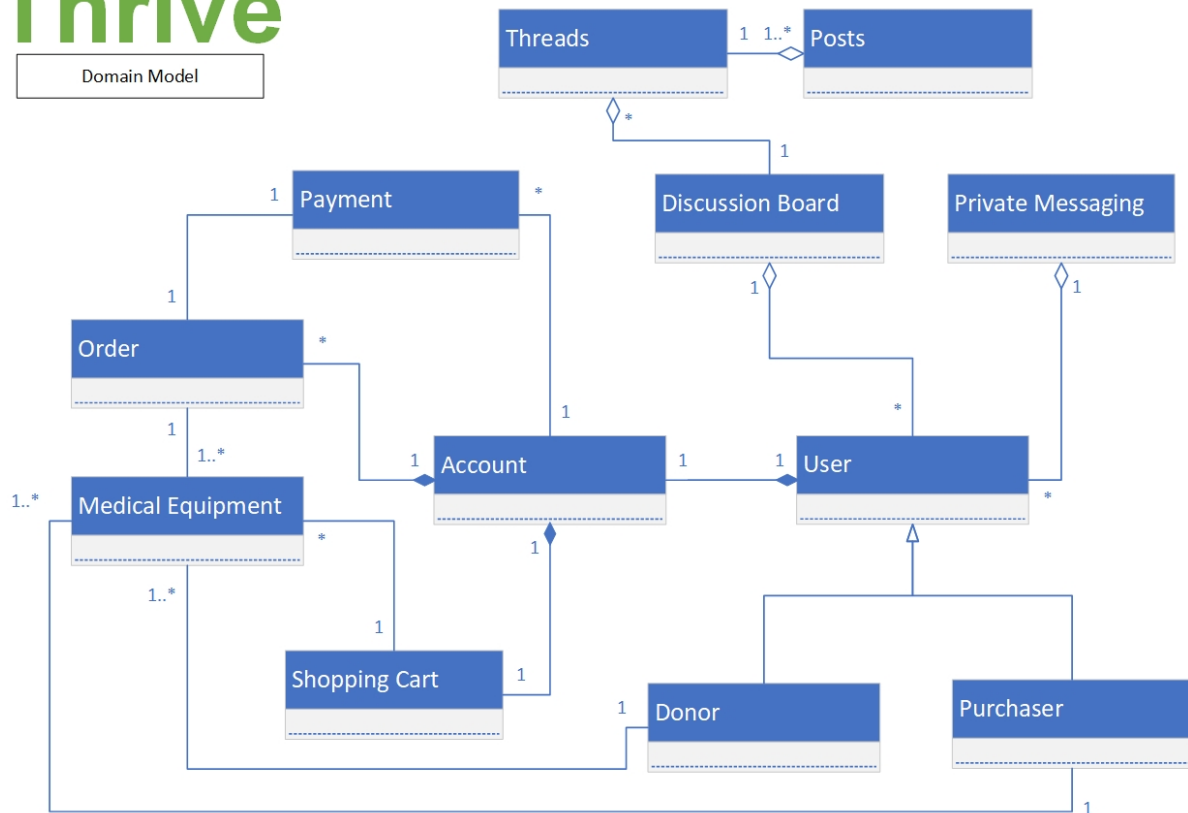 Thrive
Domain Model
Threads
1 1..*
Posts
*
1
Discussion Board
Private Messaging
1
1
1
Payment
*
1
Order
*
1
1..*
1
1
Account
1
1
User
*
*
1..*
Medical Equipment
*
1
1..*
1
Shopping Cart
1
1
Donor
Purchaser
1